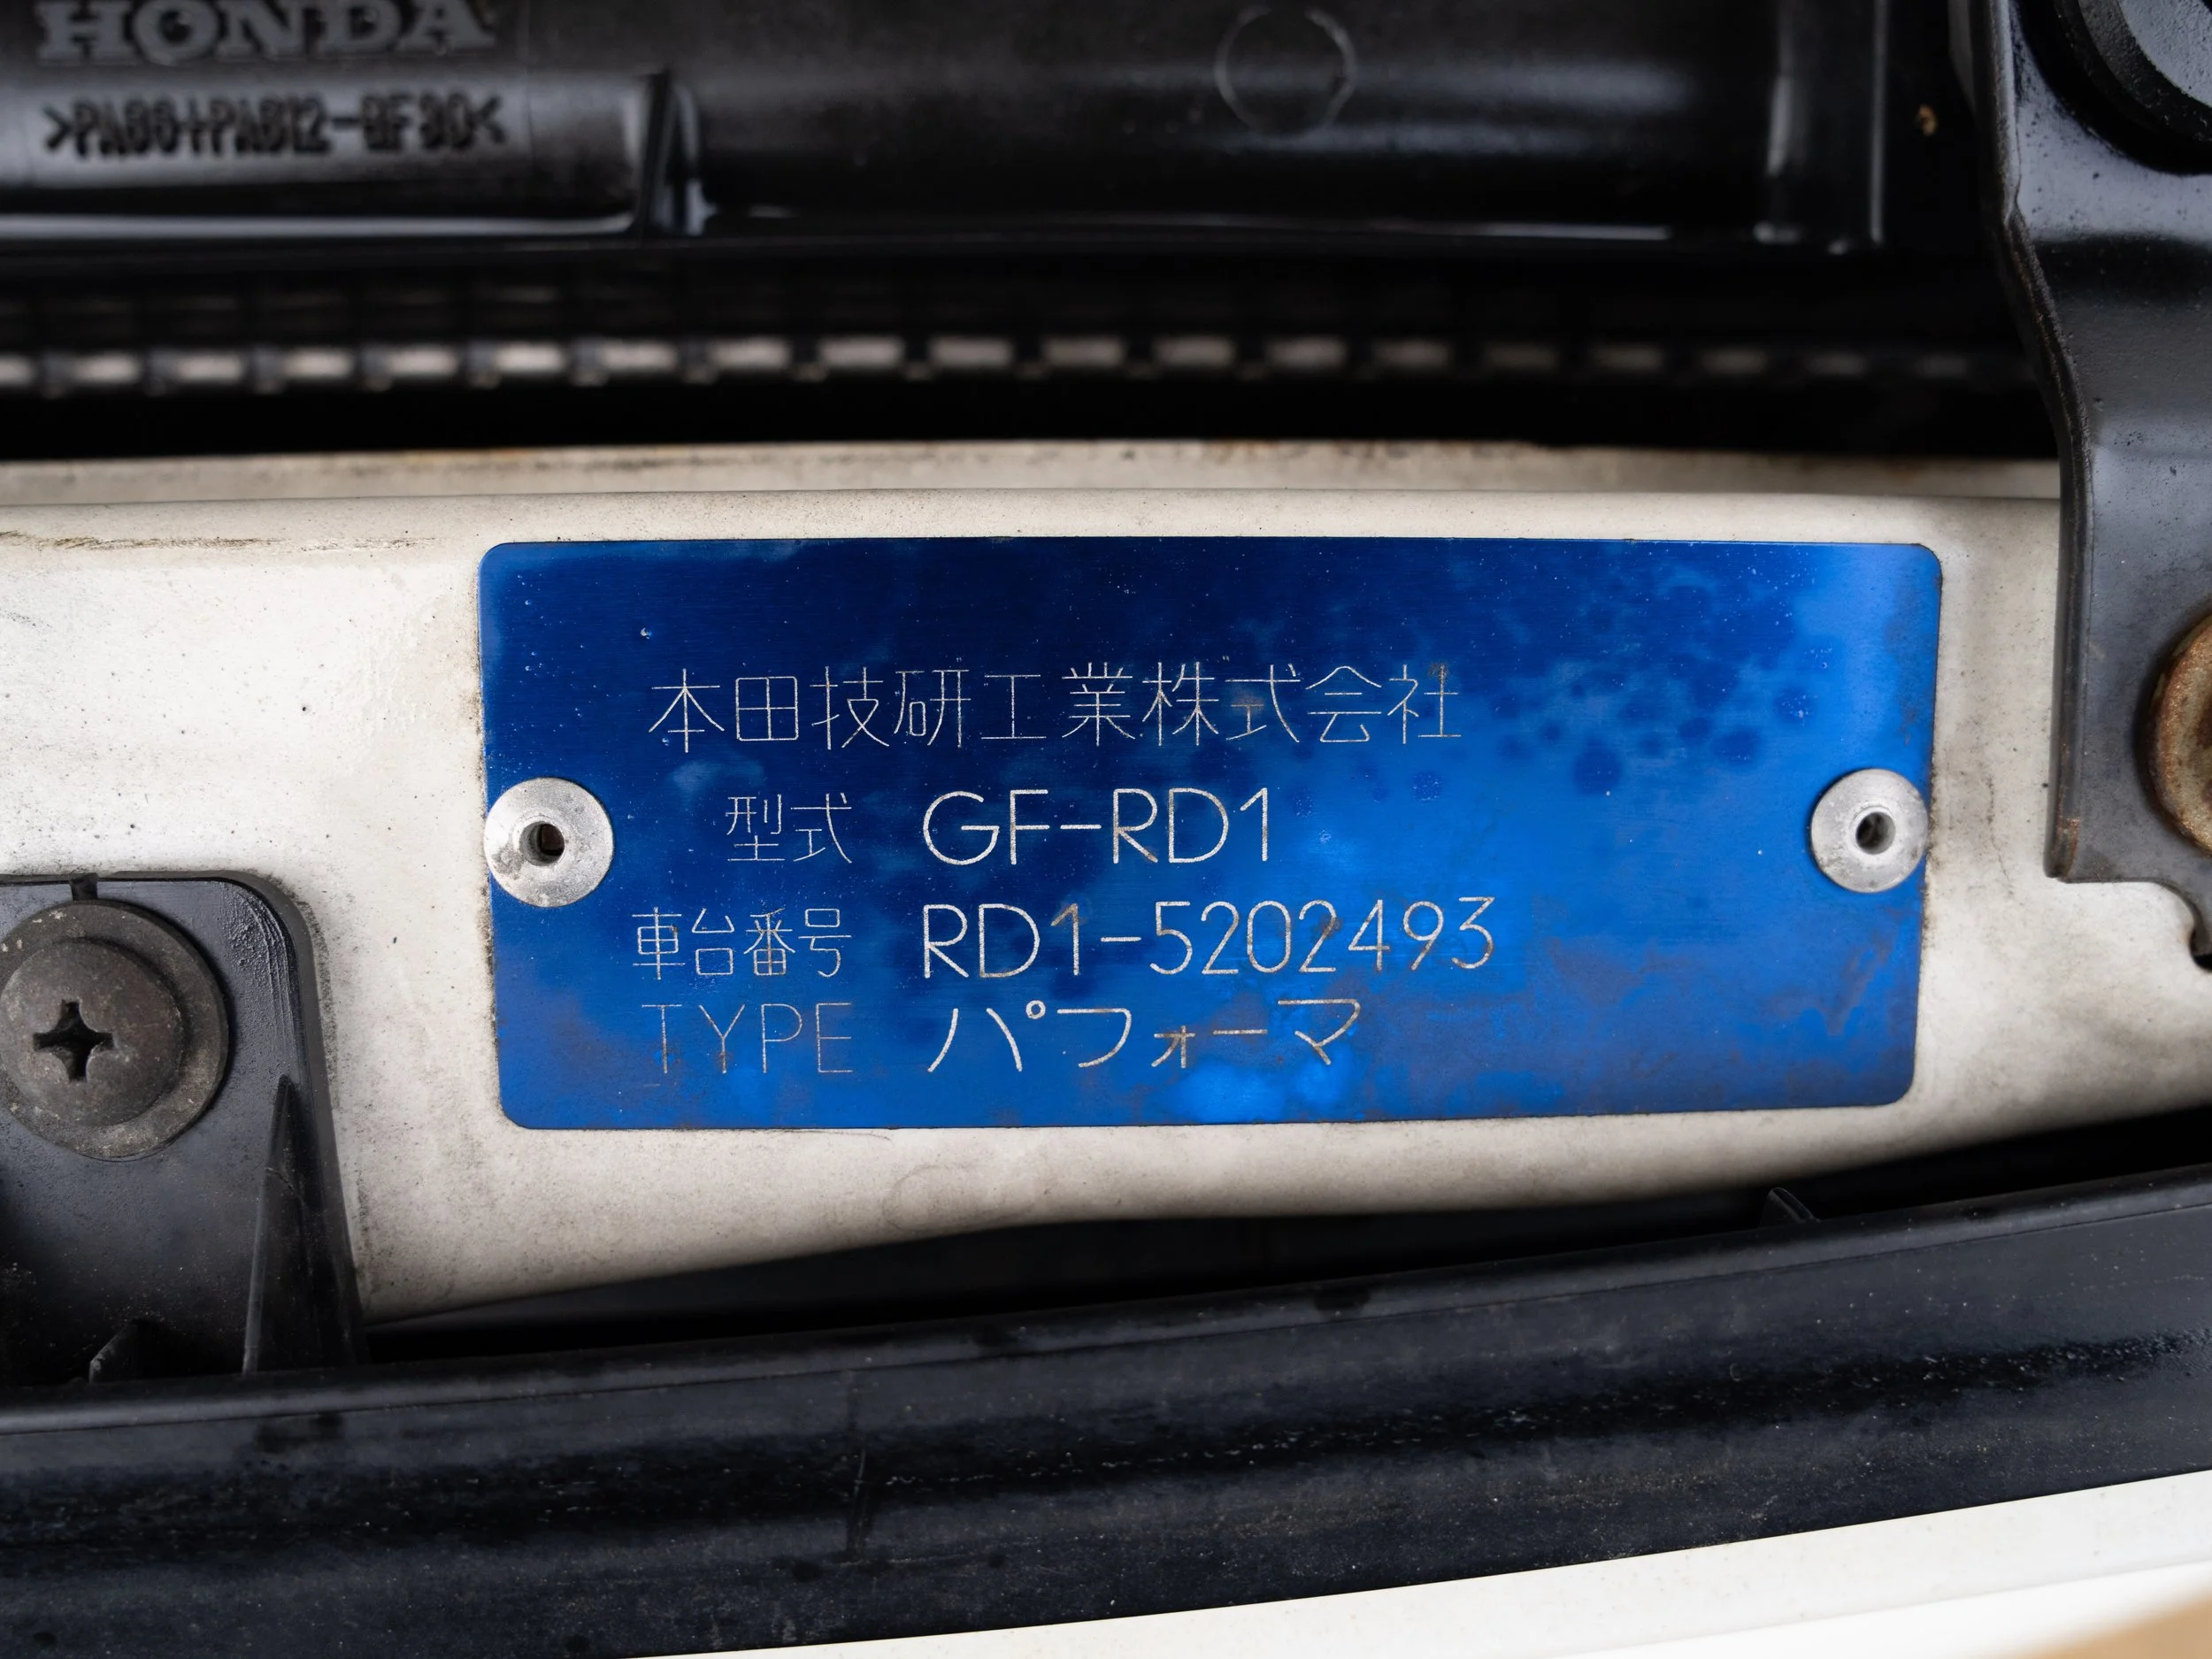 HONDA
>PA66+PA612-GF30<
本田技研工業株式会社
型式 GF-RD1
車台番号 RD1-5202493
TYPE パフォーマ